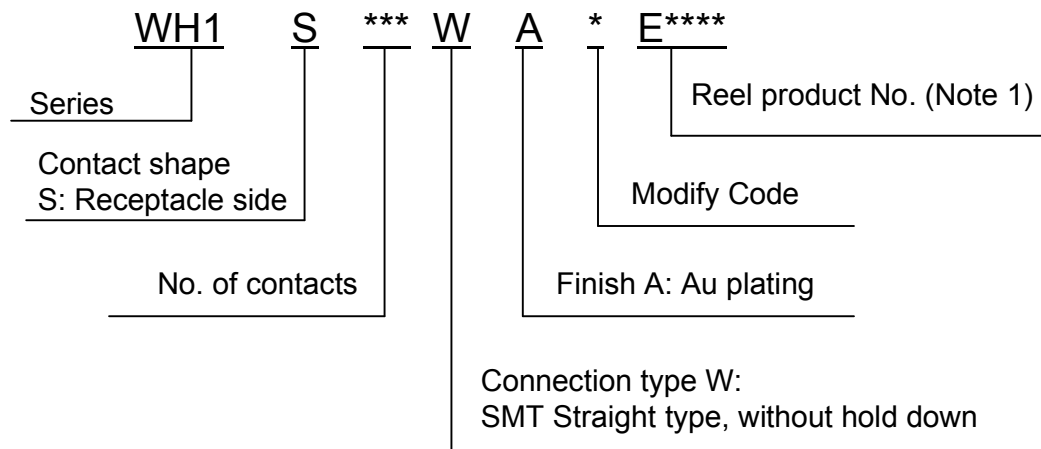 WH1 S *** W A * E****
Series
Reel product No. (Note 1)
Contact shape
S: Receptacle side
Modify Code
No. of contacts
Finish A: Au plating
Connection type W:
SMT Straight type, without hold down